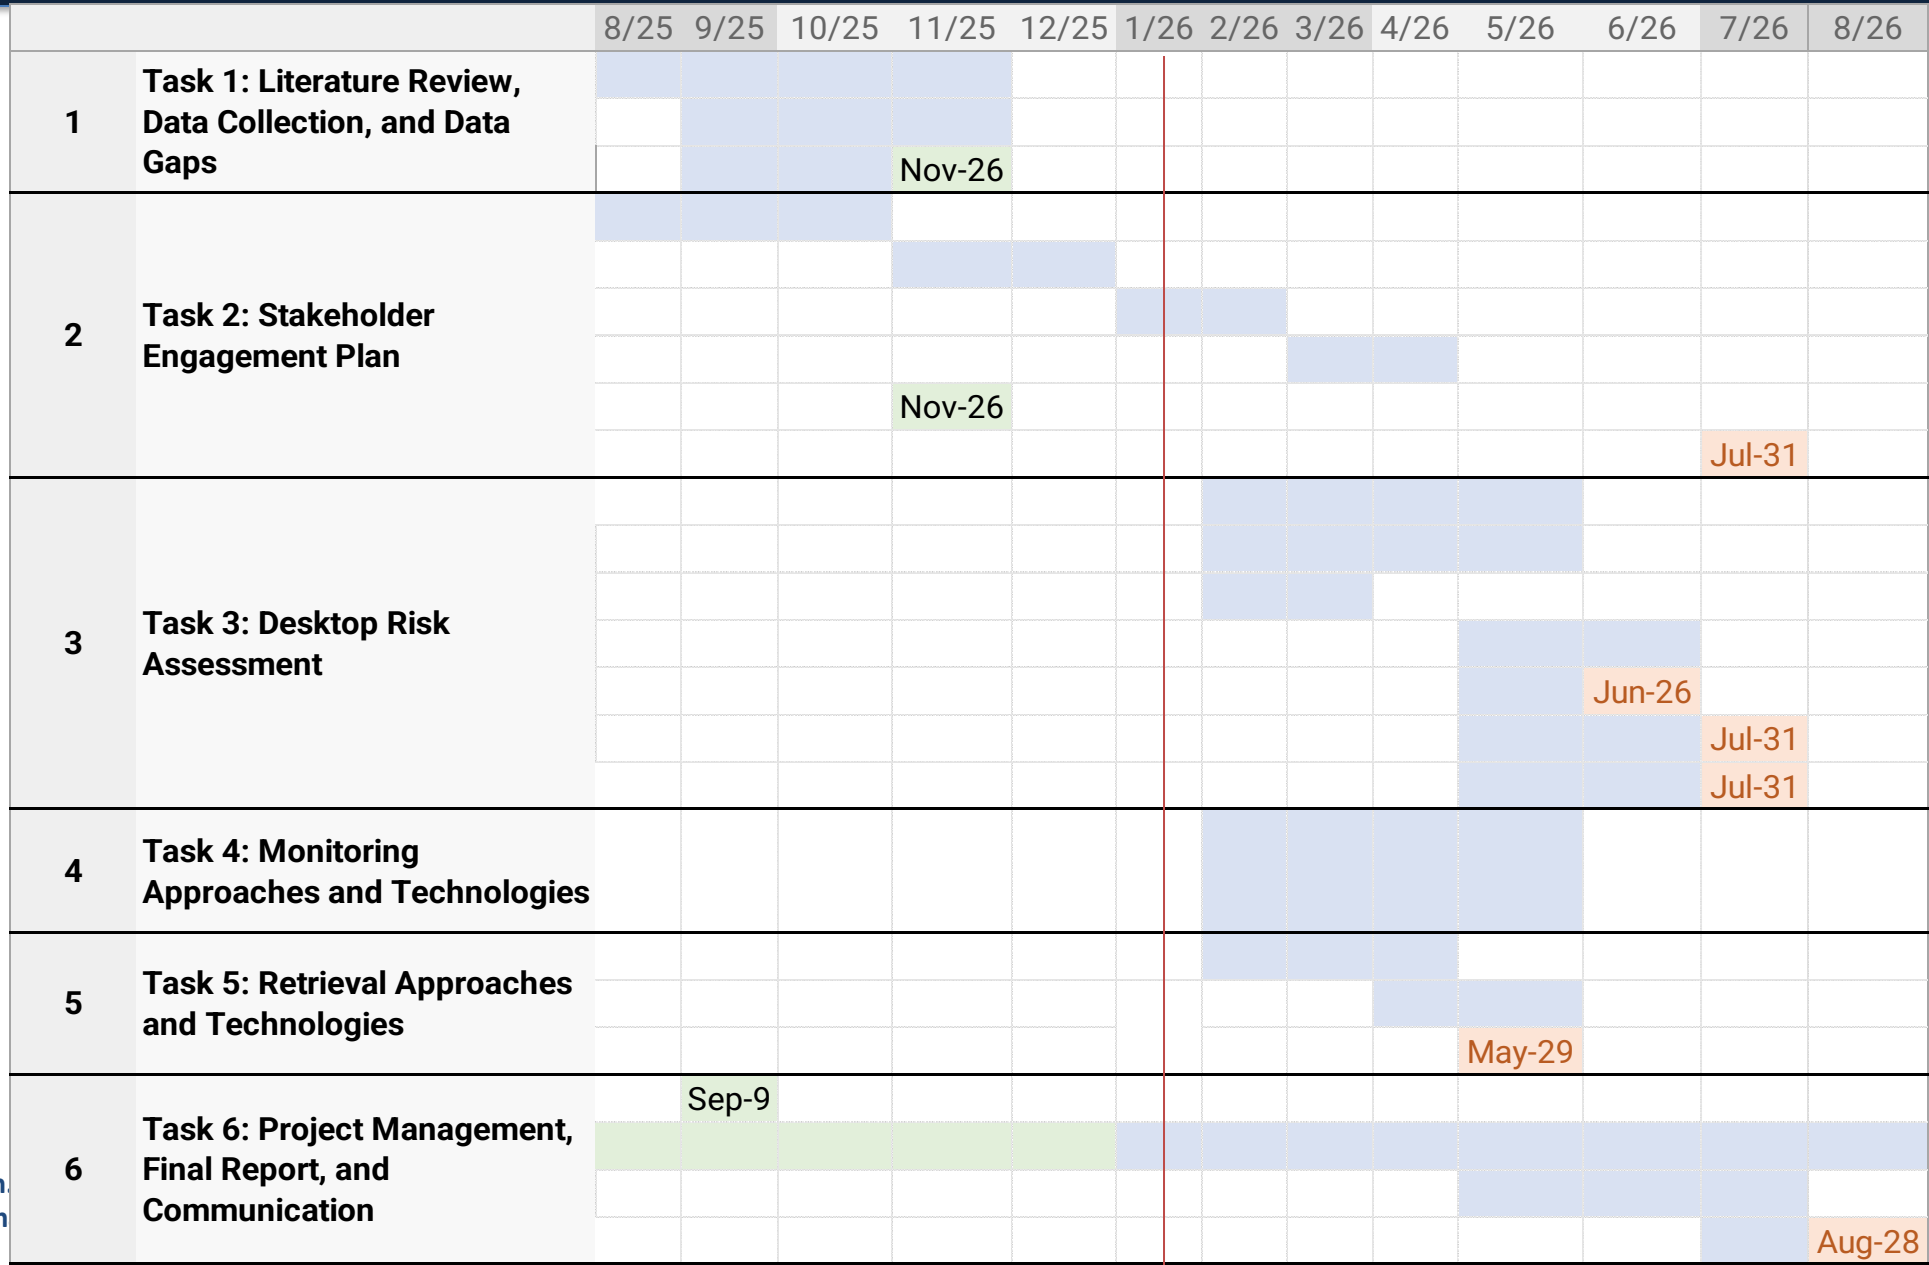 8/25 9/25 10/25 11/25 12/25 1/26 2/26 3/26 4/26 5/26 6/26 7/26 8/26
1
Task 1: Literature Review,
Data Collection, and Data
Gaps
Nov-26
2
Task 2: Stakeholder
Engagement Plan
Nov-26
Jul-31
3
Task 3: Desktop Risk
Assessment
Jun-26
Jul-31
Jul-31
4
Task 4: Monitoring
Approaches and Technologies
5
Task 5: Retrieval Approaches
and Technologies
May-29
6
Task 6: Project Management,
Final Report, and
Communication
Sep-9
Aug-28